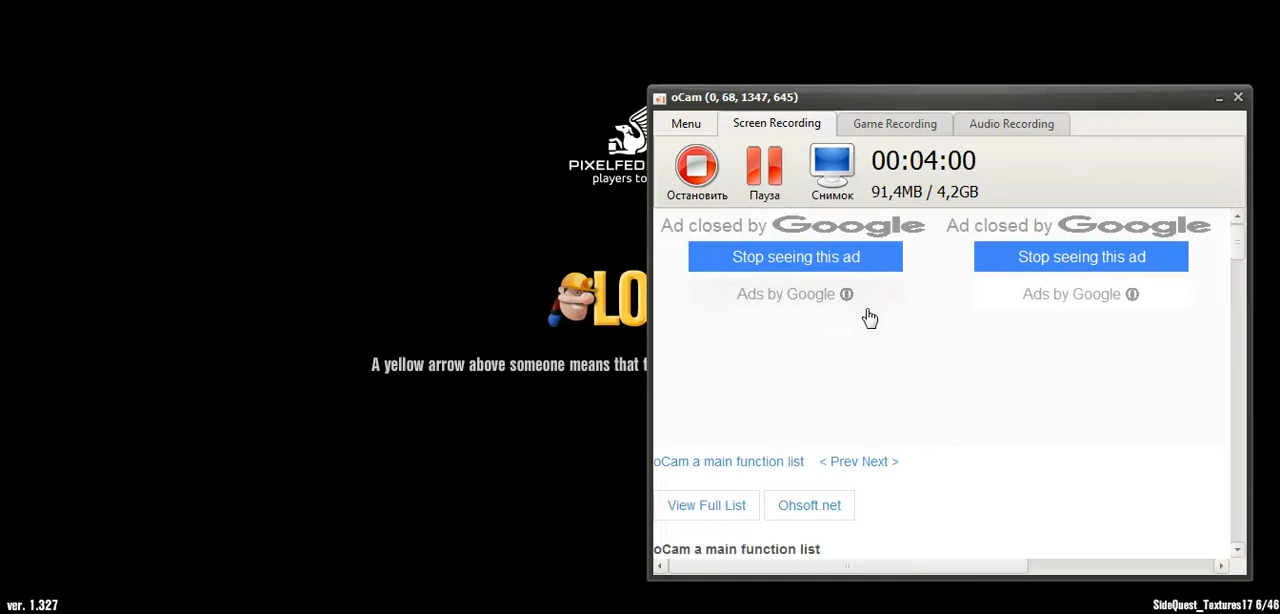 oCam (0, 68, 1347, 645)
Menu
Screen Recording
Game Recording
Audio Recording
Остановить
Пауза
Снимок
00:04:00
91,4MB / 4,2GB
Ad closed by Google
Ad closed by Google
Stop seeing this ad
Stop seeing this ad
Ads by Google
Ads by Google
PIXELFED
players to
LO
A yellow arrow above someone means that t
oCam a main function list < Prev Next >
View Full List
Ohsoft.net
oCam a main function list
ver. 1.327
SideQuest_Textures17 6/46